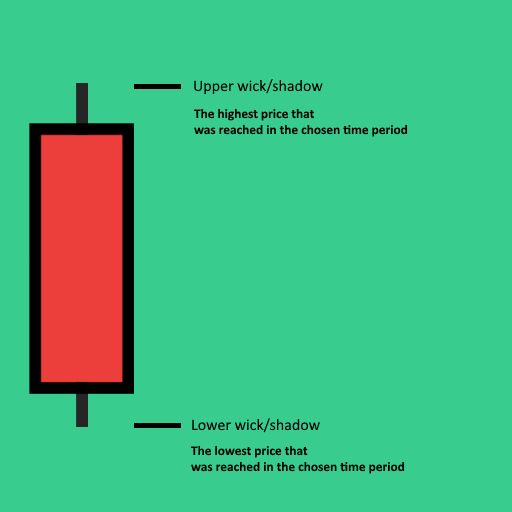 Upper wick/shadow
The highest price that
was reached in the chosen time period
Lower wick/shadow
The lowest price that
was reached in the chosen time period